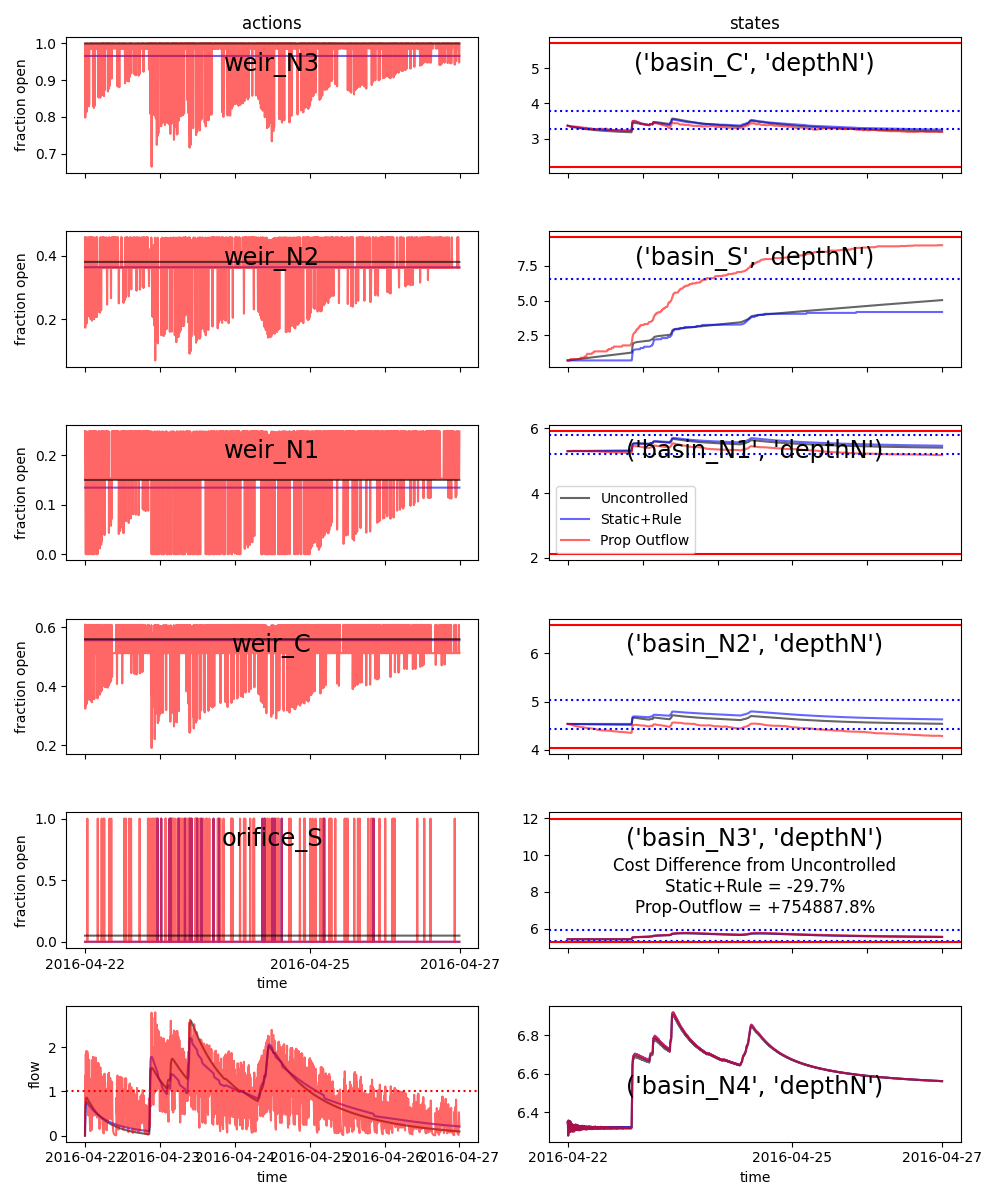 actions
states
1.0
0.9
0.8
0.7
fraction open
weir_N3
5
4
3
('basin_C', 'depthN')
0.4
0.2
fraction open
weir_N2
7.5
5.0
2.5
('basin_S', 'depthN')
0.2
0.1
0.0
fraction open
weir_N1
6
4
2
('basin_N1', 'depthN')
Uncontrolled
Static+Rule
Prop Outflow
0.6
0.4
0.2
fraction open
weir_C
6
5
4
('basin_N2', 'depthN')
1.0
0.5
0.0
fraction open
orifice_S
2016-04-22
2016-04-25
2016-04-27
time
12
10
8
6
('basin_N3', 'depthN')
Cost Difference from Uncontrolled
Static+Rule = -29.7%
Prop-Outflow = +754887.8%
2
1
0
flow
2016-04-22
2016-04-23
2016-04-24
2016-04-25
2016-04-26
2016-04-27
time
6.8
6.6
6.4
('basin_N4', 'depthN')
2016-04-22
2016-04-25
2016-04-27
time